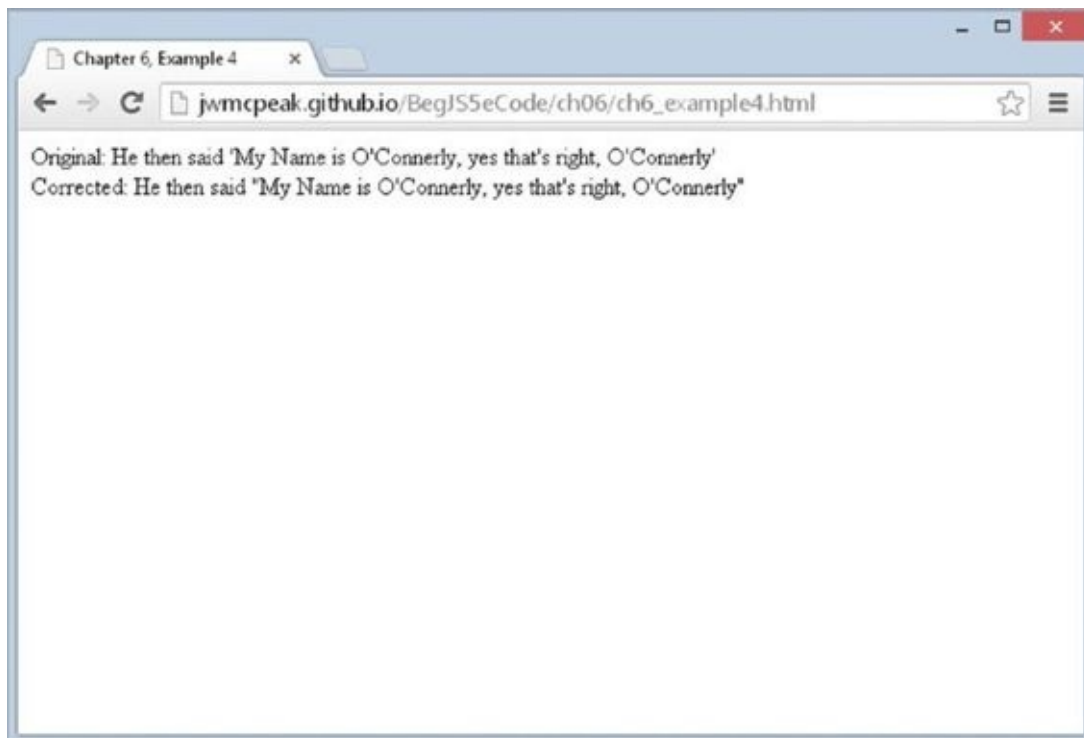 Chapter 6, Example 4
jwmcpeak.github.io/BegJS5eCode/ch06/ch6_example4.html
Original: He then said 'My Name is O'Connerly, yes that's right, O'Connerly'
Corrected: He then said "My Name is O'Connerly, yes that's right, O'Connerly"